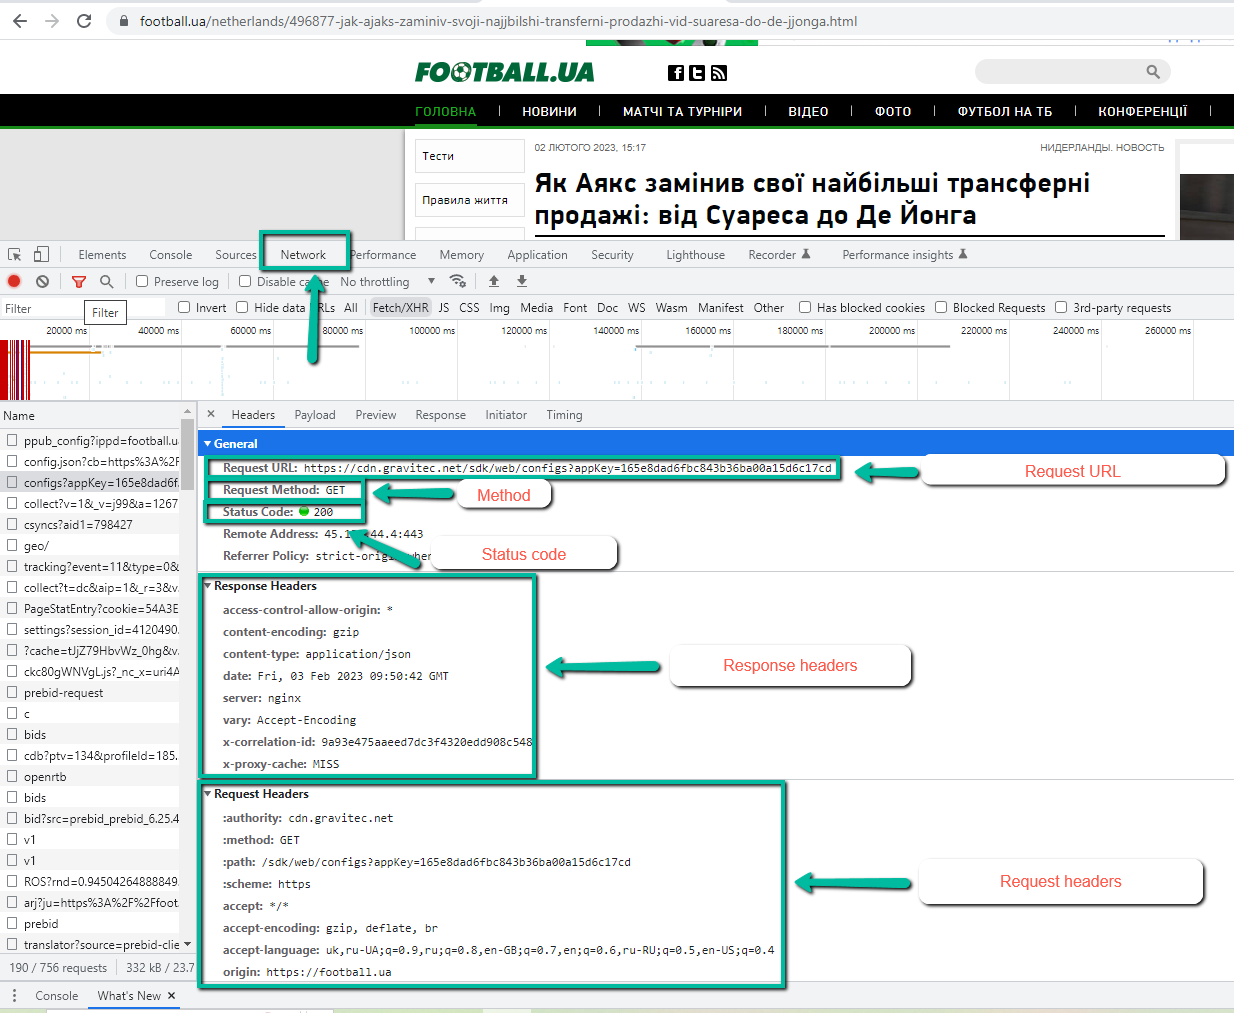 football.ua/netherlands/496877-jak-ajaks-zaminiv-svoji-najjbilshi-transferni-prodazhi-vid-suaresa-do-de-jjonga.html
FOOTBALL.UA
ГОЛОВНА НОВИНИ МАТЧІ ТА ТУРНІРИ ВІДЕО ФОТО ФУТБОЛ НА ТБ КОНФЕРЕНЦІЇ
Тести
02 ЛЮТОГО 2023, 15:17 НИДЕРЛАНДЫ. НОВОСТЬ
Правила життя
Як Аякс замінив свої найбільші трансферні
продажі: від Суареса до Де Йонга
Elements Console Sources Network Performance Memory Application Security Lighthouse Recorder Performance insights
Preserve log Disable No throttling
Filter Invert Hide data All Fetch/XHR JS CSS Img Media Font Doc WS Wasm Manifest Other Has blocked cookies Blocked Requests 3rd-party requests
Filter
20000 ms 40000 ms 60000 ms 80000 ms 100000 ms 120000 ms 140000 ms 160000 ms 180000 ms 200000 ms 220000 ms 240000 ms 260000 ms
Name
ppub_config?ippd=football.u
config.json?cb=https%3A%2F
configs?appKey=165e8dad6f
collect?v=1&_v=j99&a=1267
csyncs?aid1=798427
geo/
tracking?event=11&type=0&
collect?t=dc&aip=1&_r=3&v
PageStatEntry?cookie=54A3E
settings?session_id=4120490
?cache=tJjZ79HbvWz_0hg&v
ckc80gWNVgL.js?_nc_x=uri4A
prebid-request
c
bids
cdb?ptv=134&profileId=185
openrtb
bids
bid?src=prebid_prebid_6.25.4
v1
v1
ROS?rnd=0.94504264888849
arj?ju=https%3A%2F%2Ffoot
prebid
translator?source=prebid-clie
190 / 756 requests 332 kB / 23.7
Headers Payload Preview Response Initiator Timing
General
Request URL: https://cdn.gravitec.net/sdk/web/configs?appKey=165e8dad6fbc843b36ba00a15d6c17cd
Request URL
Request Method: GET
Method
Status Code: 200
Remote Address: 45.1 44.4:443
Referrer Policy:
Status code
Response Headers
access-control-allow-origin: *
content-encoding: gzip
content-type: application/json
date: Fri, 03 Feb 2023 09:50:42 GMT
server: nginx
vary: Accept-Encoding
x-correlation-id: 9a93e475aaeed7dc3f4320edd908c548
x-proxy-cache: MISS
Response headers
Request Headers
:authority: cdn.gravitec.net
:method: GET
:path: /sdk/web/configs?appKey=165e8dad6fbc843b36ba00a15d6c17cd
:scheme: https
accept: */*
accept-encoding: gzip, deflate, br
accept-language: uk,ru-UA;q=0.9,ru;q=0.8,en-GB;q=0.7,en;q=0.6,ru-RU;q=0.5,en-US;q=0.4
origin: https://football.ua
Request headers
Console What's New